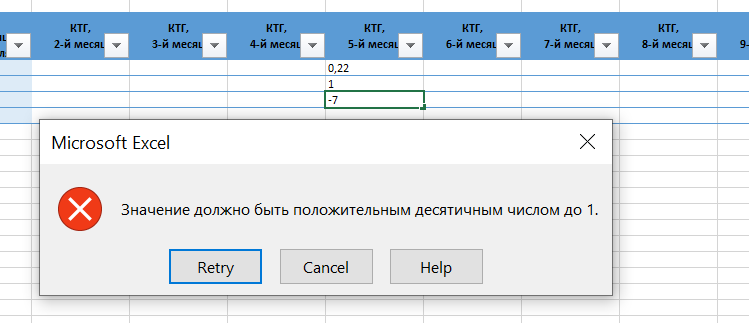 КТГ,
2-й месяц
КТГ,
3-й месяц
КТГ,
4-й месяц
КТГ,
5-й месяц
КТГ,
6-й месяц
КТГ,
7-й месяц
КТГ,
8-й месяц
9-
0,22
1
-7
Microsoft Excel
Значение должно быть положительным десятичным числом до 1.
Retry
Cancel
Help